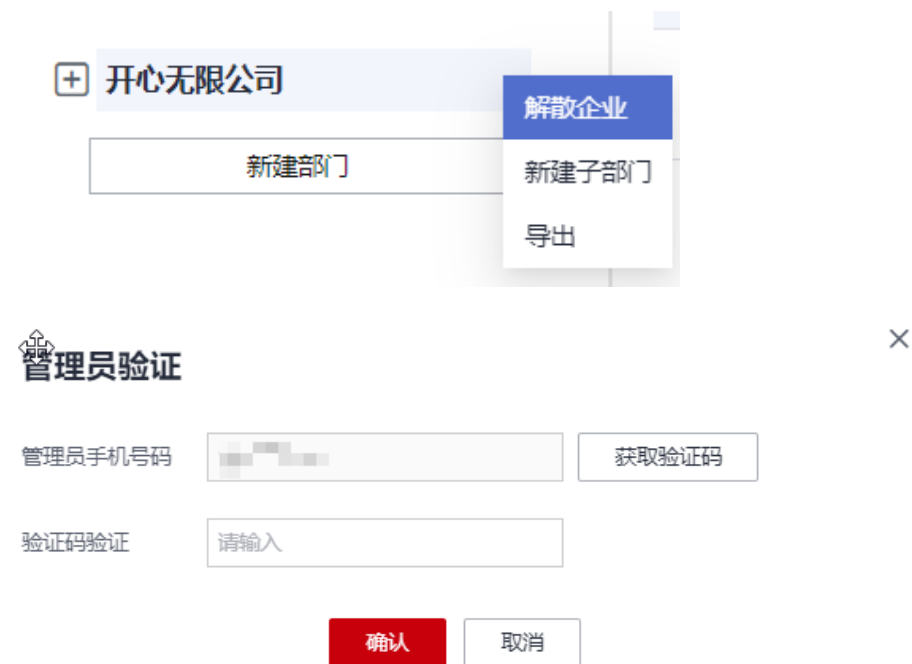 开心无限公司
解散企业
新建部门
新建子部门
导出
管理员验证
管理员手机号码
获取验证码
验证码验证
请输入
确认
取消